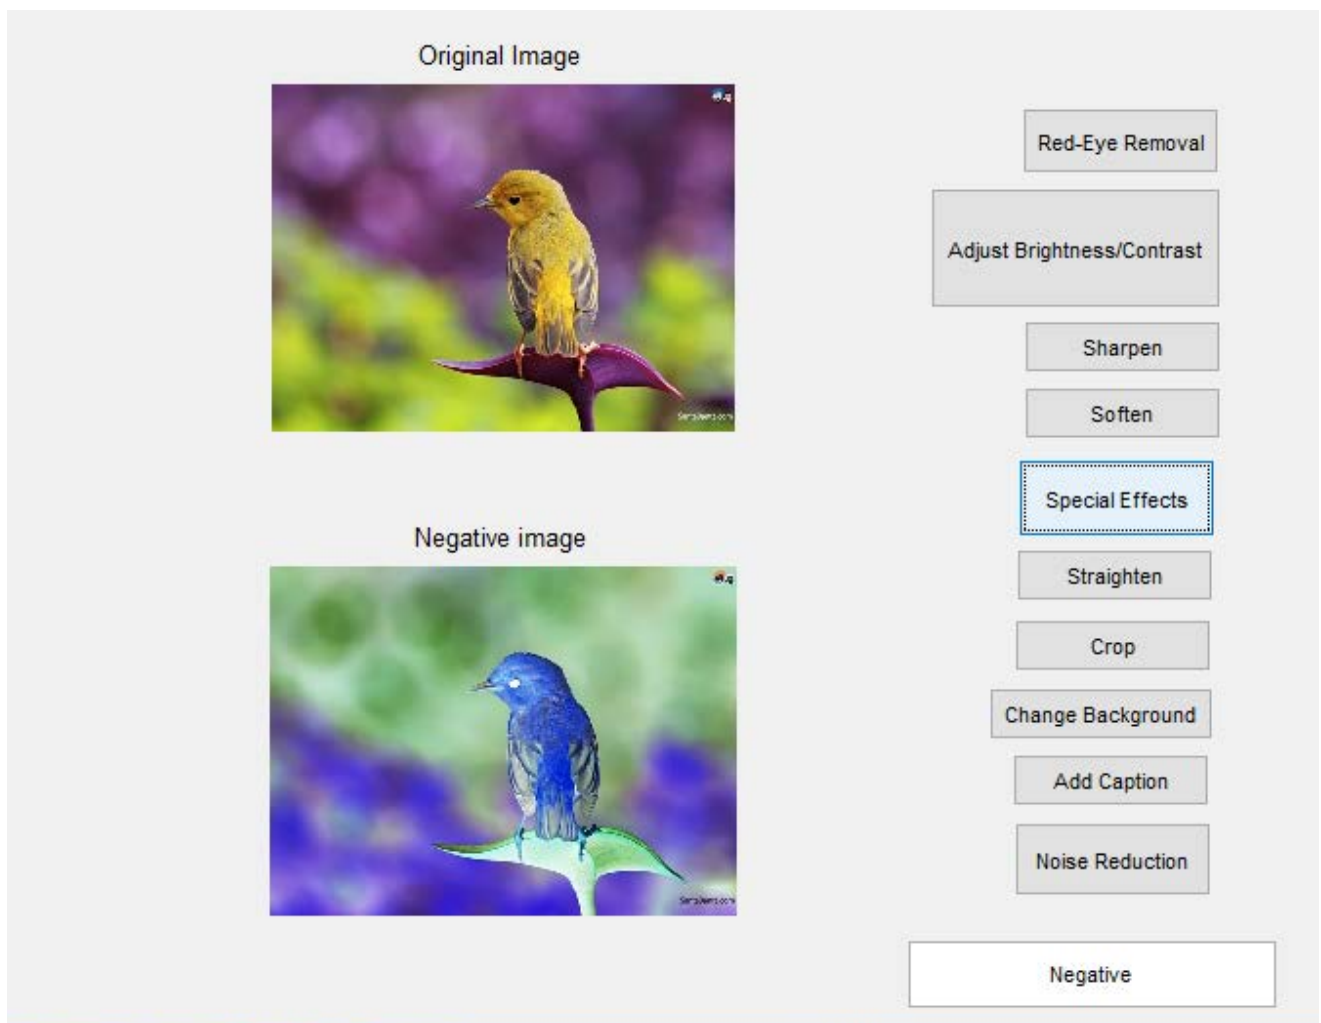 Original Image
Red-Eye Removal
Adjust Brightness/Contrast
Sharpen
Soften
Special Effects
Negative image
Straighten
Crop
Change Background
Add Caption
Noise Reduction
Negative